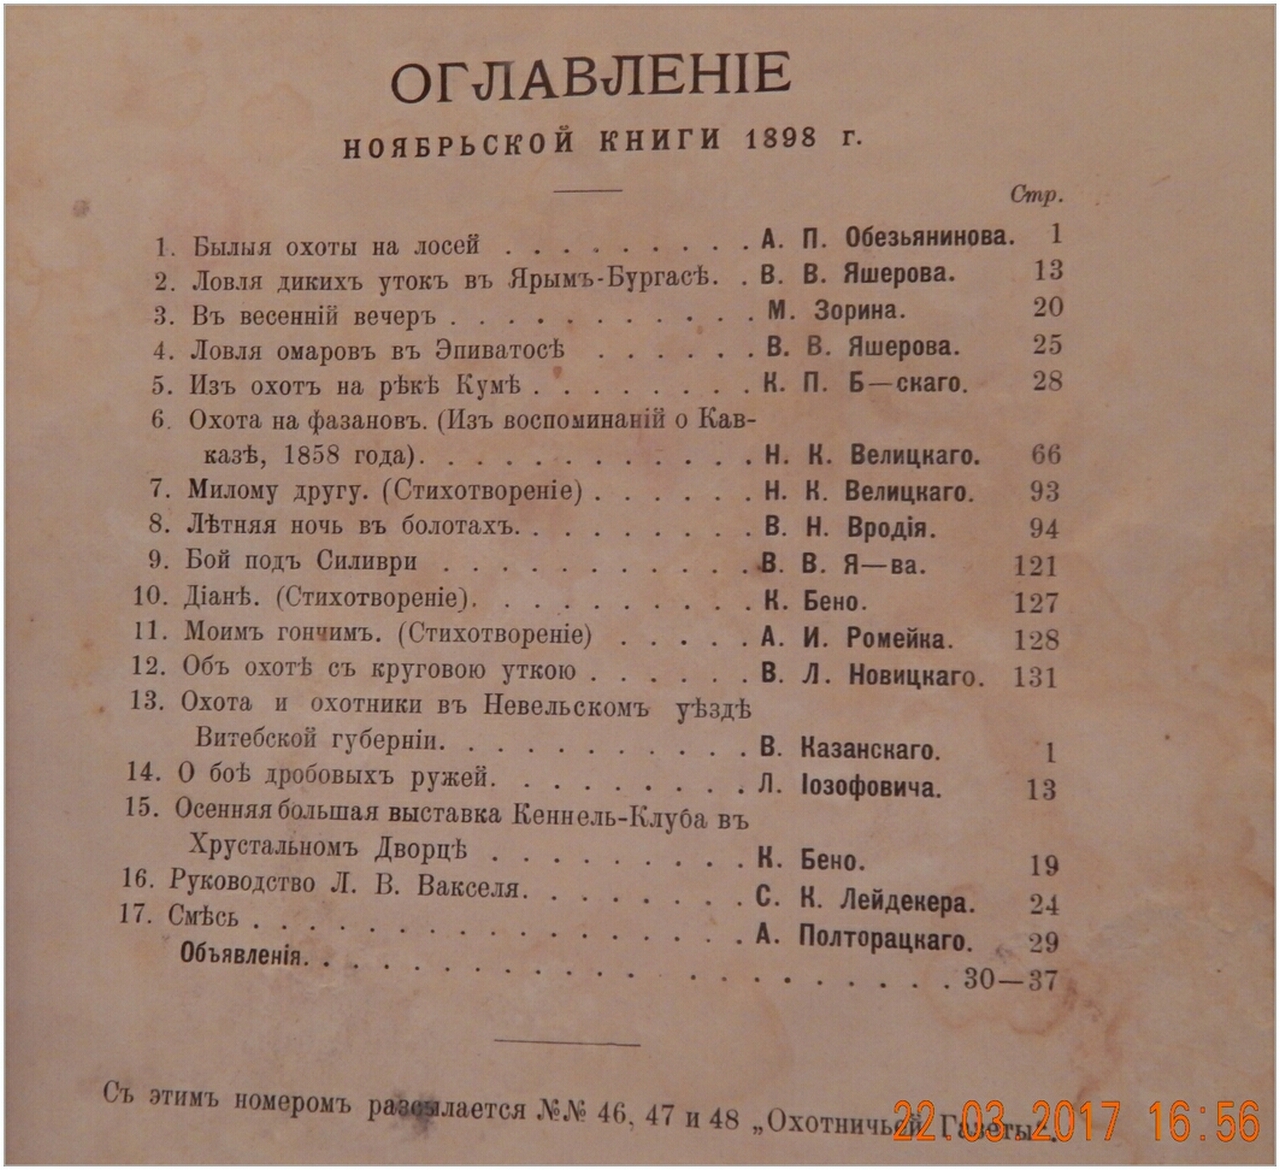 ОГЛАВЛЕНІЕ
НОЯБРЬСКОЙ КНИГИ 1898 г.
Стр.
1. Былыя охоты на лосей . . . . . . . . . А. П. Обезьянинова. 1
2. Ловля дикихъ утокъ въ Ярымъ-Бургасѣ. . В. В. Яшерова. 13
3. Въ весенній вечеръ . . . . . . . . . . . М. Зорина. 20
4. Ловля омаровъ въ Эпиватосѣ . . . . . . В. В. Яшерова. 25
5. Изъ охотъ на рѣкѣ Кумѣ . . . . . . . . К. П. Б—скаго. 28
6. Охота на фазановъ. (Изъ воспоминаній о Кав-
казѣ, 1858 года). . . . . . . . . . . . . Н. К. Велицкаго. 66
7. Милому другу. (Стихотвореніе) . . . . . . Н. К. Велицкаго. 93
8. Лѣтняя ночь въ болотахъ. . . . . . . . . В. Н. Вродія. 94
9. Бой подъ Силиври . . . . . . . . . . . . В. В. Я—ва. 121
10. Діанѣ. (Стихотвореніе). . . . . . . . . . К. Бено. 127
11. Моимъ гончимъ. (Стихотвореніе) . . . . . А. И. Ромейка. 128
12. Объ охотѣ съ круговою уткою . . . . . . В. Л. Новицкаго. 131
13. Охота и охотники въ Невельскомъ уѣздѣ
Витебской губерніи. . . . . . . . . . . В. Казанскаго. 1
14. О боѣ дробовыхъ ружей. . . . . . . . . Л. Іозофовича. 13
15. Осенняя большая выставка Кеннель-Клуба въ
Хрустальномъ Дворцѣ . . . . . . . . . К. Бено. 19
16. Руководство Л. В. Вакселя. . . . . . . . С. К. Лейдекера. 24
17. Смѣсь . . . . . . . . . . . . . . . . . А. Полторацкаго. 29
Объявленія. . . . . . . . . . . . . . . . . . 30—37
Съ этимъ номеромъ разсылается №№ 46, 47 и 48 „Охотничьей Газеты“.
22.03.2017 16:56